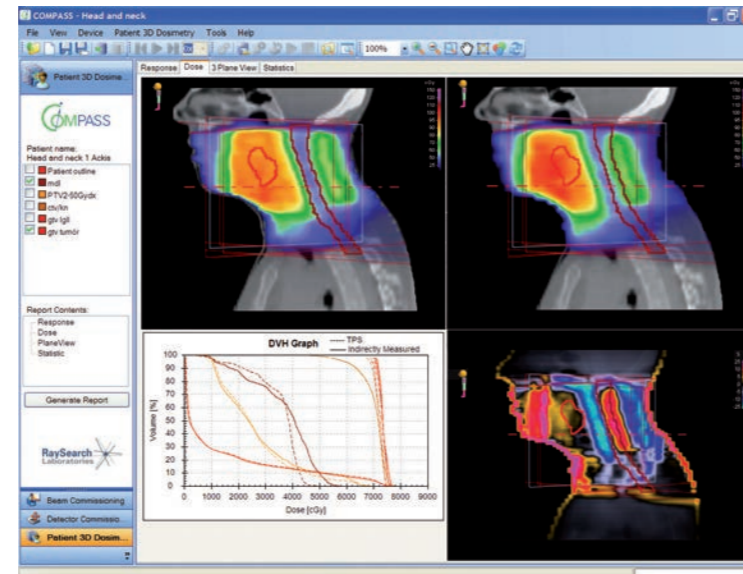 COMPASS - Head and neck
File View Device Patient 3D Dosimetry Tools Help
100%
Response Dose 3 Plane View Statistics
Patient 3D Dosime...
COMPASS
Patient name:
Head and neck 1 Ackis
Patient outline
mdl
PTV2-50Gydx
ctv/kn
gtv lgll
gtv tumör
Report Contents:
Response
Dose
PlaneView
Statistic
Generate Report
RaySearch
Laboratories
Beam Commissioning
Detector Commissio...
Patient 3D Dosim...
DVH Graph
TPS
Indirectly Measured
Volume [%]
100
90
80
70
60
50
40
30
20
10
0
0 1000 2000 3000 4000 5000 6000 7000 8000 9000
Dose [cGy]